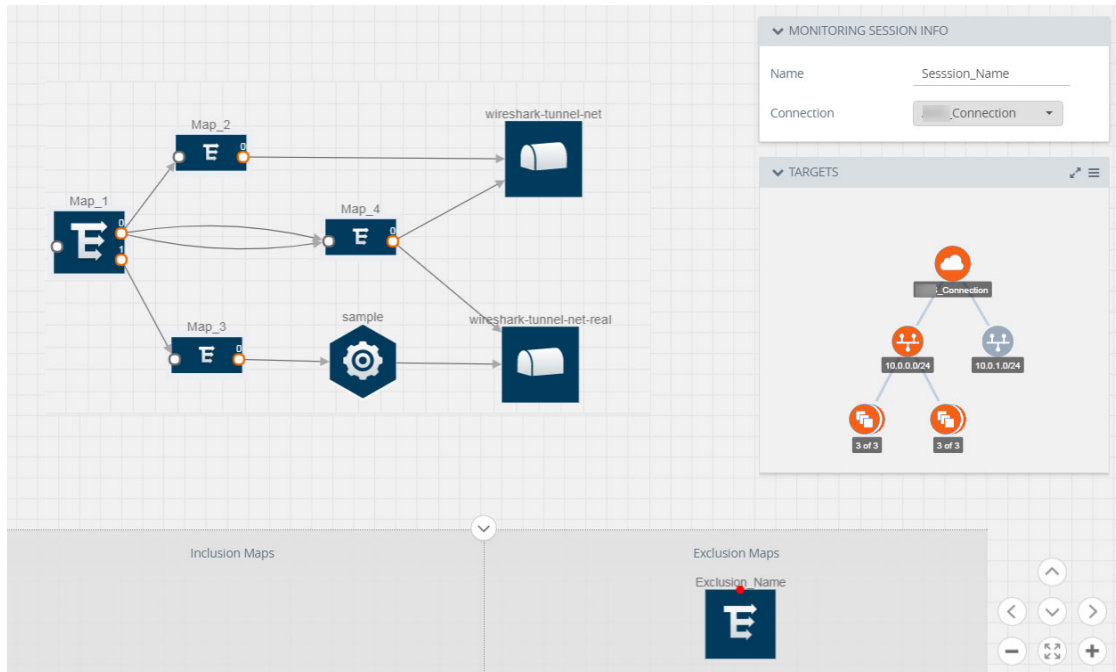 MONITORING SESSION INFO
Name Sesssion_Name
Connection _Connection
TARGETS
_Connection
10.0.0.0/24 10.0.1.0/24
3 of 3 3 of 3
wireshark-tunnel-net
Map_2
0
Map_1
0
1
Map_4
0
Map_3
0
sample
wireshark-tunnel-net-real
Inclusion Maps
Exclusion Maps
Exclusion_Name